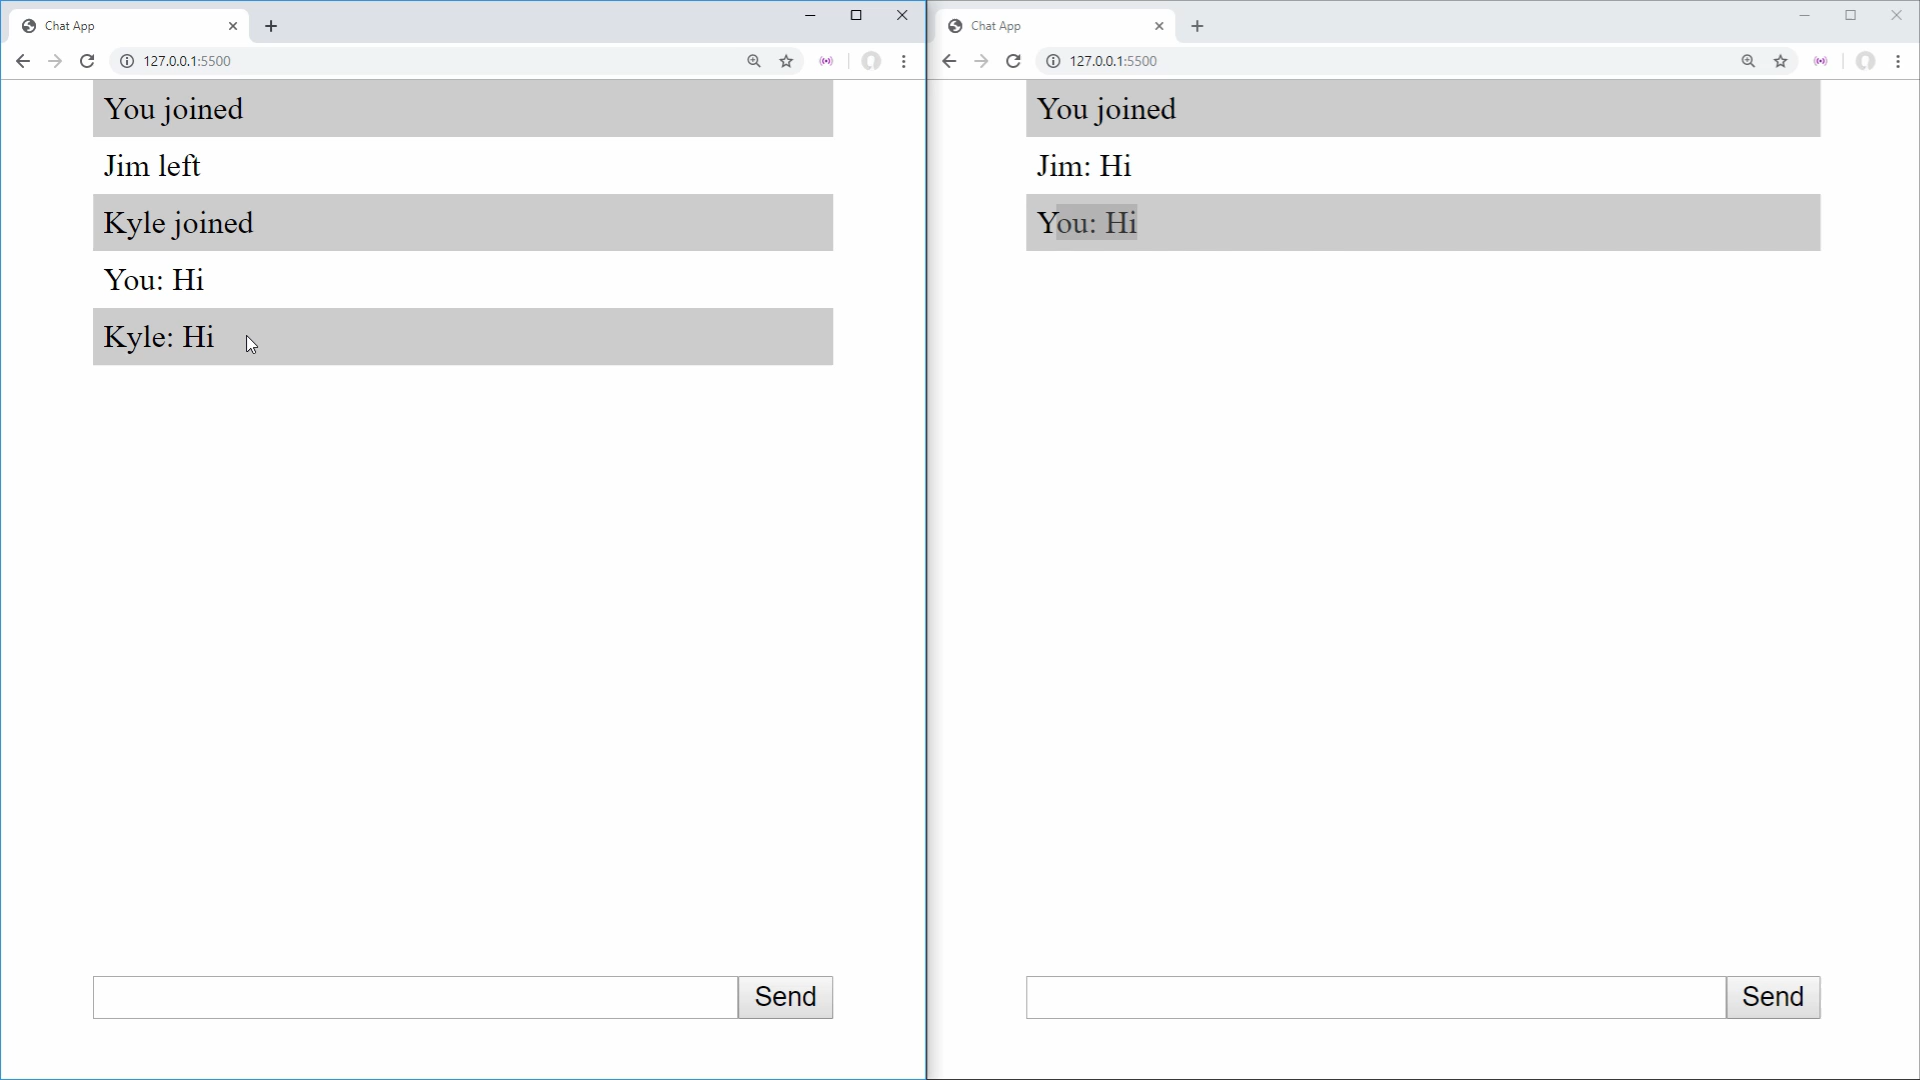 Chat App
127.0.0.1:5500
You joined
Jim left
Kyle joined
You: Hi
Kyle: Hi
Send
Chat App
127.0.0.1:5500
You joined
Jim: Hi
You: Hi
Send